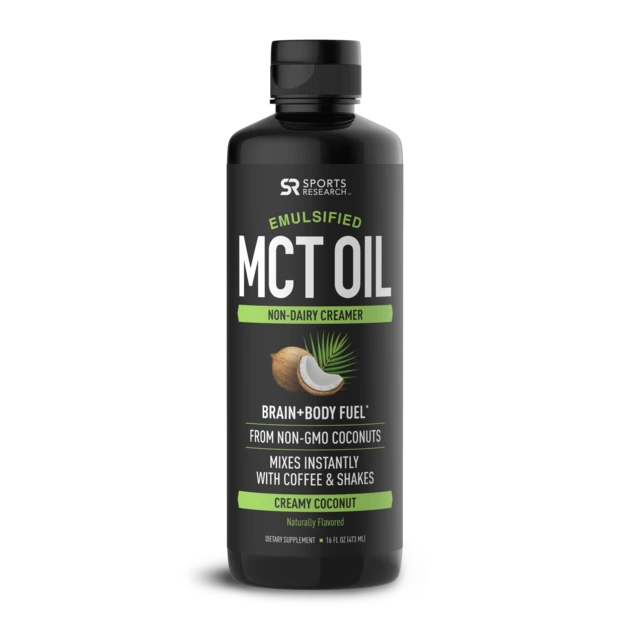 SR SPORTS
RESEARCH™
EMULSIFIED
MCT OIL
NON-DAIRY CREAMER
BRAIN+BODY FUEL*
FROM NON-GMO COCONUTS
MIXES INSTANTLY
WITH COFFEE & SHAKES
CREAMY COCONUT
Naturally Flavored
DIETARY SUPPLEMENT • 16 FL OZ (473 ML)